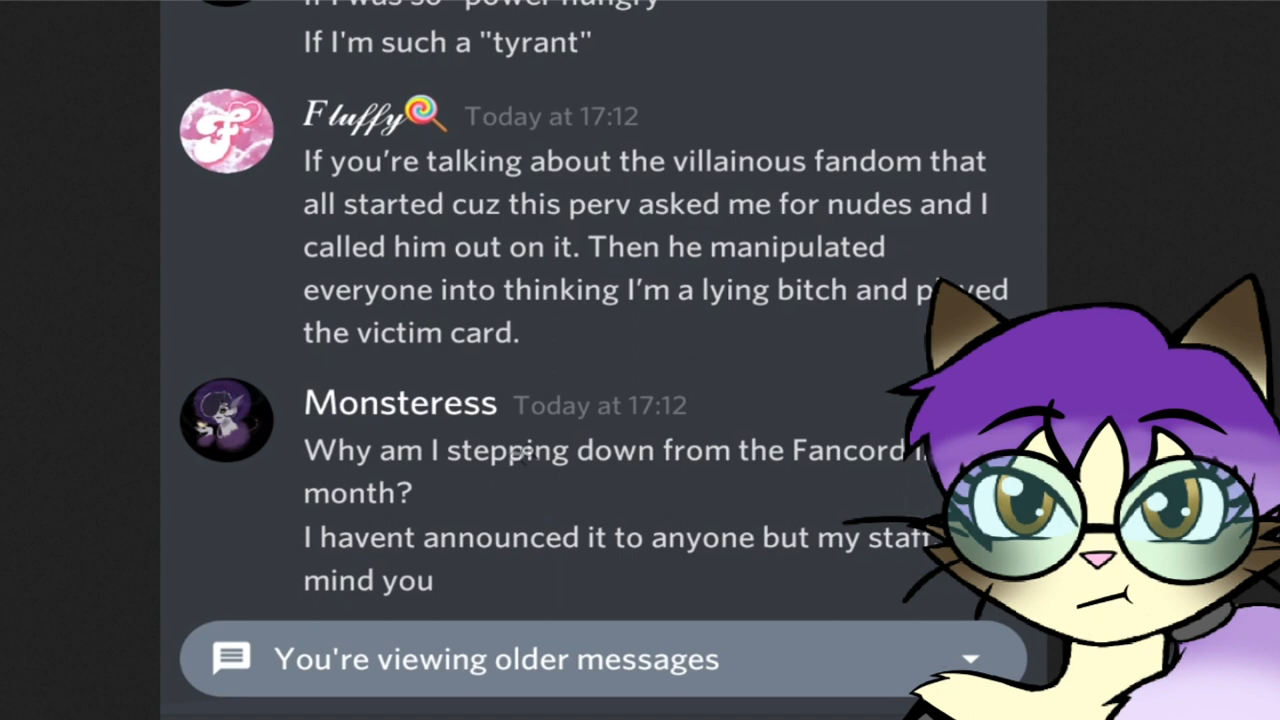 If I was so "power hungry"
If I'm such a "tyrant"
Fluffy🍭 Today at 17:12
If you’re talking about the villainous fandom that
all started cuz this perv asked me for nudes and I
called him out on it. Then he manipulated
everyone into thinking I’m a lying bitch and played
the victim card.
Monsteress Today at 17:12
Why am I stepping down from the Fancord
month?
I havent announced it to anyone but my staff
mind you
You're viewing older messages